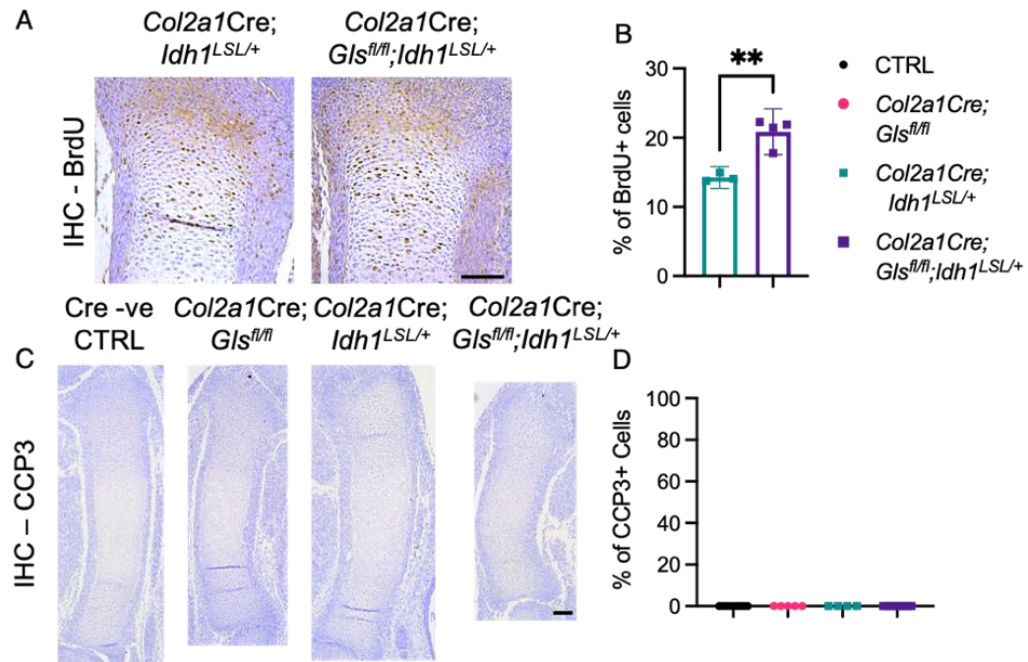 A
Col2a1Cre;
Idh1LSL/+
Col2a1Cre;
Glsfl/fl;Idh1LSL/+
IHC - BrdU
B
**
30
20
10
0
% of BrdU+ cells
CTRL
Col2a1Cre;
Glsfl/fl
Col2a1Cre;
Idh1LSL/+
Col2a1Cre;
Glsfl/fl;Idh1LSL/+
C
Cre -ve
CTRL
Col2a1Cre;
Glsfl/fl
Col2a1Cre;
Idh1LSL/+
Col2a1Cre;
Glsfl/fl;Idh1LSL/+
IHC – CCP3
D
100
80
60
40
20
0
% of CCP3+ Cells